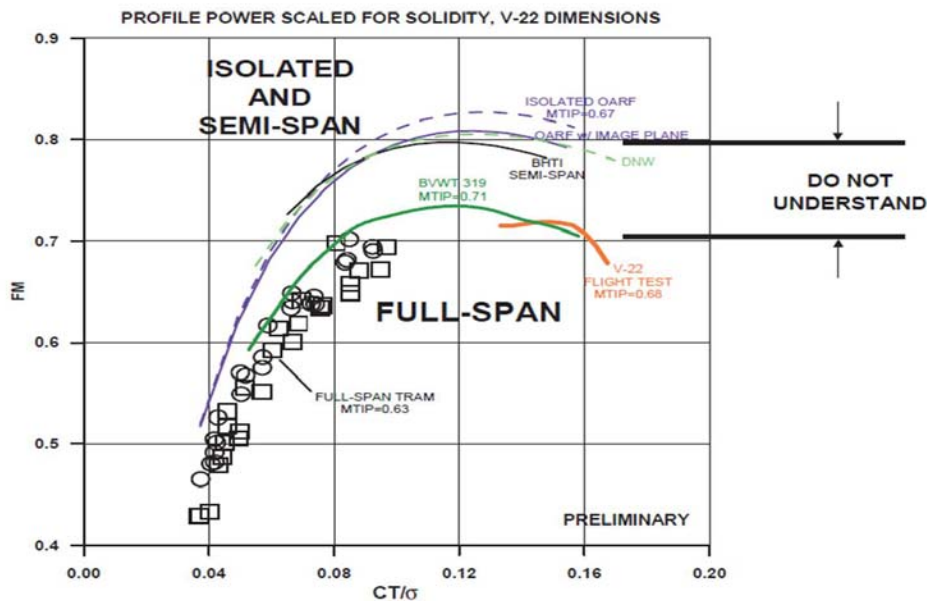 PROFILE POWER SCALED FOR SOLIDITY, V-22 DIMENSIONS
0.9
ISOLATED
AND
SEMI-SPAN
ISOLATED OARF
MTIP=0.67
0.8
OARF W/ IMAGE PLANE
BHTI
SEMI-SPAN
DNW
DO NOT
UNDERSTAND
BVWT 319
MTIP=0.71
0.7
V-22
FLIGHT TEST
MTIP=0.68
FM
FULL-SPAN
0.6
FULL-SPAN TRAM
MTIP=0.63
0.5
PRELIMINARY
0.4
0.00
0.04
0.08
0.12
0.16
0.20
CT/σ